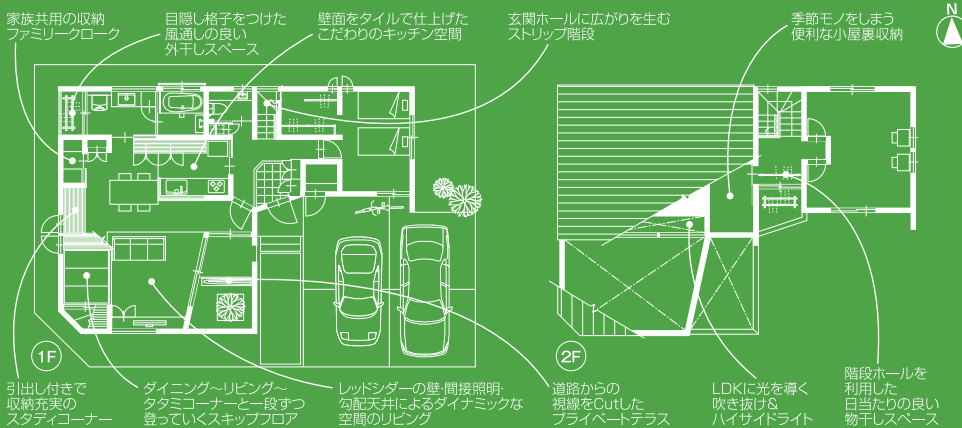 家族共用の収納
ファミリークローク
目隠し格子をつけた
風通しの良い
外干しスペース
壁面をタイルで仕上げた
こだわりのキッチン空間
玄関ホールに広がりを生む
ストリップ階段
季節モノをしまう
便利な小屋裏収納
N
1F
2F
引出し付きで
収納充実の
スタディコーナー
ダイニング〜リビング〜
タタミコーナーと一段ずつ
登っていくスキップフロア
レッドシダーの壁・間接照明・
勾配天井によるダイナミックな
空間のリビング
道路からの
視線をCutした
プライベートテラス
LDKに光を導く
吹き抜け&
ハイサイドライト
階段ホールを
利用した
日当たりの良い
物干しスペース